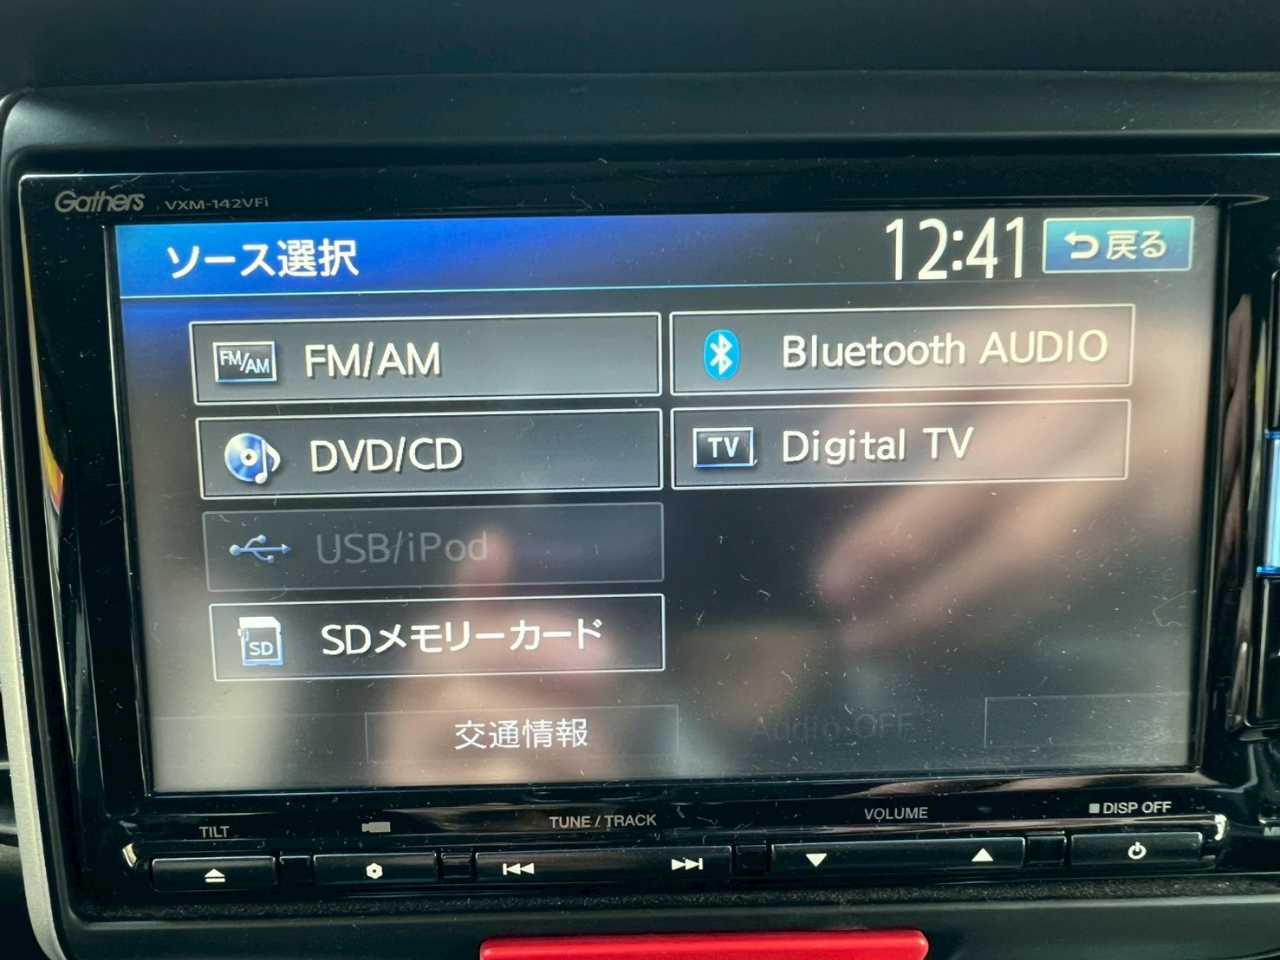 Gathers VXM-142VFi
ソース選択 12:41 戻る
FM/AM FM/AM
Bluetooth AUDIO
DVD/CD
TV Digital TV
USB/iPod
SD SDメモリーカード
交通情報 Audio OFF
TILT TUNE / TRACK VOLUME DISP OFF